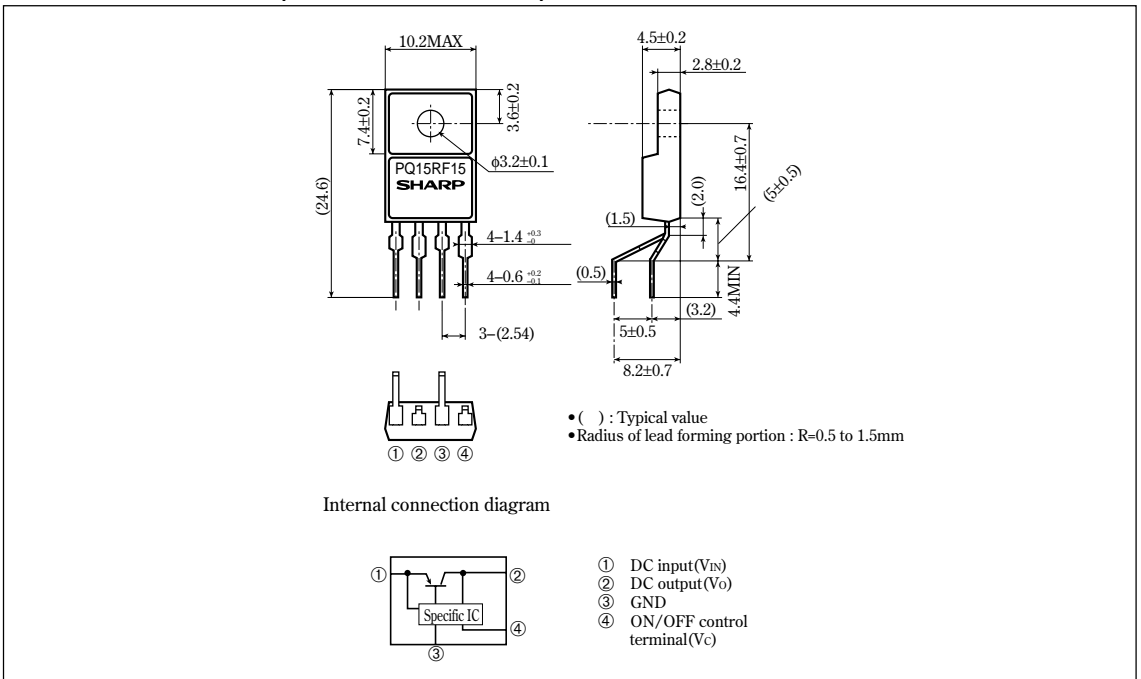 10.2MAX
4.5±0.2
2.8±0.2
7.4±0.2
3.6±0.2
φ3.2±0.1
PQ15RF15
SHARP
(24.6)
16.4±0.7
(5±0.5)
(2.0)
(1.5)
4–1.4 +0.3 –0
4–0.6 +0.2 –0.1
(0.5)
4.4MIN
3–(2.54)
(3.2)
5±0.5
8.2±0.7
① ② ③ ④
•( ) : Typical value
•Radius of lead forming portion : R=0.5 to 1.5mm
Internal connection diagram
①
②
Specific IC
④
③
① DC input(VIN)
② DC output(VO)
③ GND
④ ON/OFF control
terminal(VC)